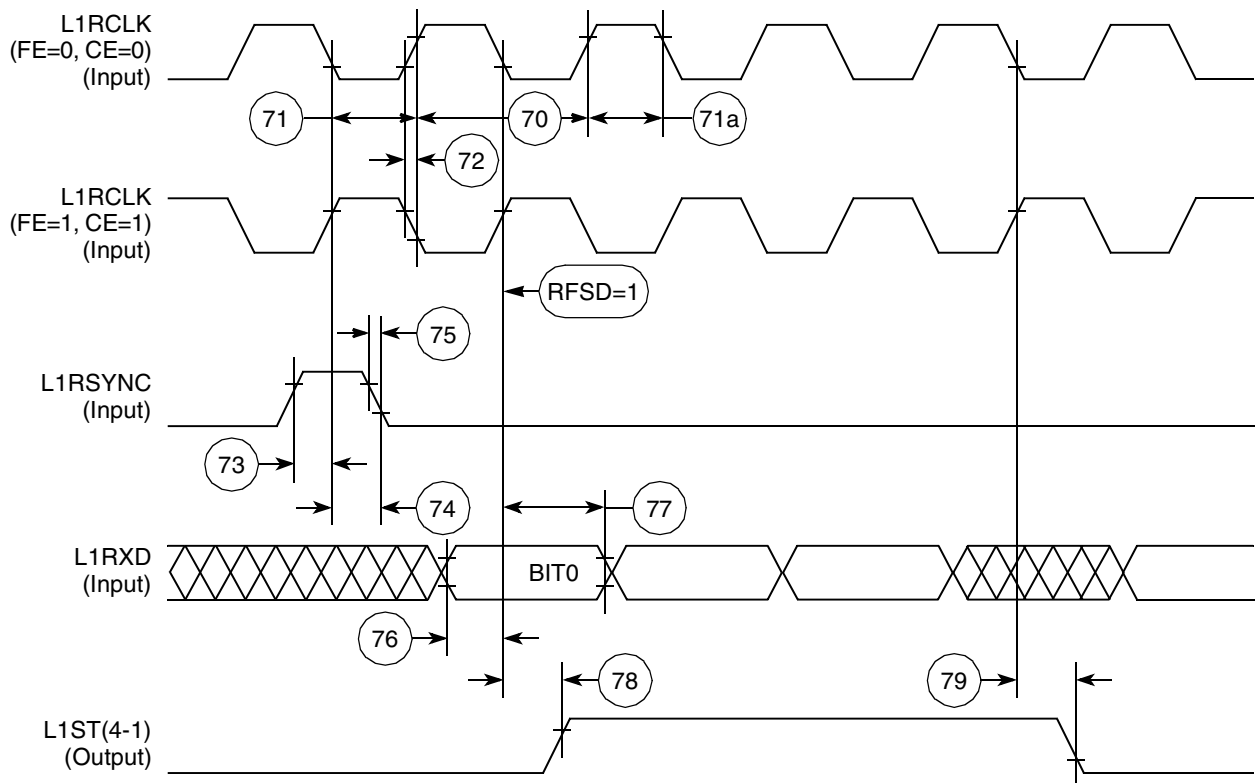 L1RCLK
(FE=0, CE=0)
(Input)
71
70
71a
72
L1RCLK
(FE=1, CE=1)
(Input)
RFSD=1
75
L1RSYNC
(Input)
73
74
77
L1RXD
(Input)
BIT0
76
78
79
L1ST(4-1)
(Output)